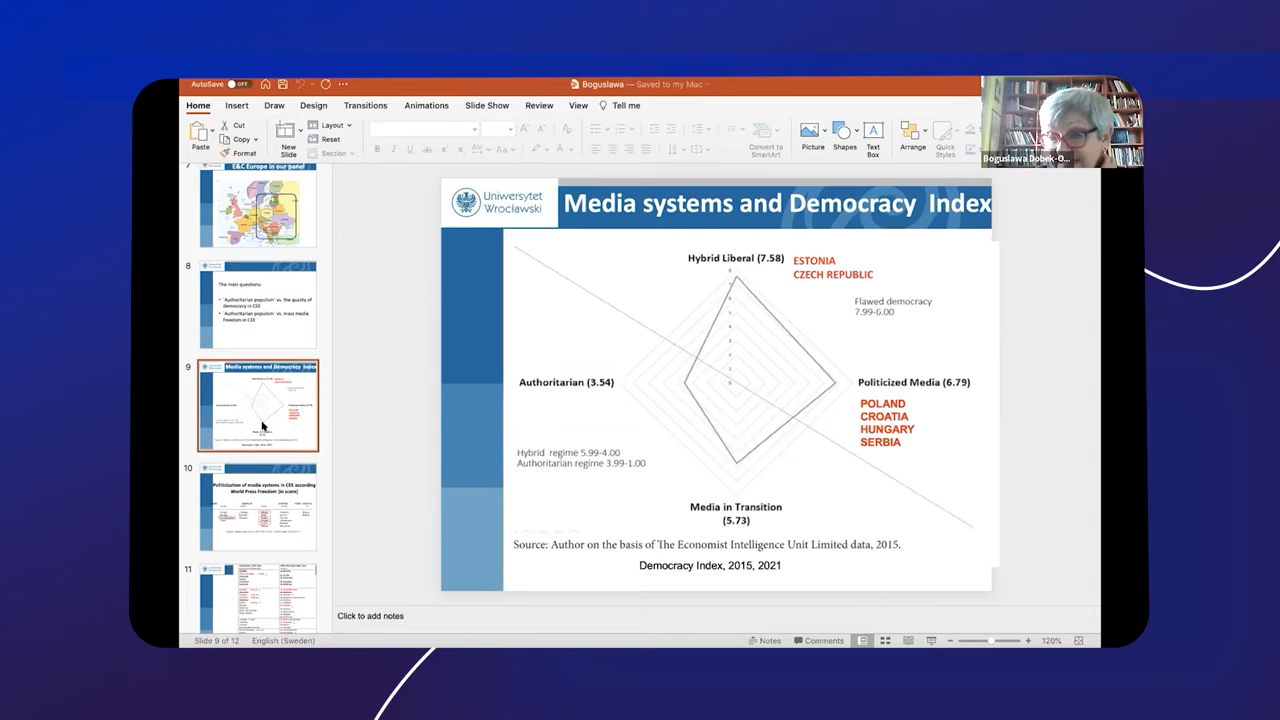 AutoSave OFF
Boguslawa — Saved to my Mac
Home Insert Draw Design Transitions Animations Slide Show Review View Tell me
Paste
Cut
Copy
Format
New
Slide
Layout
Reset
Section
Convert to
SmartArt
Picture
Shapes
Text
Box
Arrange
Quick
Styles
Boguslawa Dobek-O...
7
E&C Europe in our panel
8
The main questions:
• 'Authoritarian populism' vs. the quality of
democracy in CEE
• 'Authoritarian populism' vs. mass media
freedom in CEE
9
Media systems and Democracy Index
10
Politicisation of media systems in CEE according
World Press Freedom (in score)
11
Uniwersytet
Wrocławski
Media systems and Democracy Index
Hybrid Liberal (7.58)
ESTONIA
CZECH REPUBLIC
Flawed democracy
7.99-6.00
Authoritarian (3.54)
Politicized Media (6.79)
POLAND
CROATIA
HUNGARY
SERBIA
Hybrid regime 5.99-4.00
Authoritarian regime 3.99-1.00
Media in Transition
(5.73)
Source: Author on the basis of The Economist Intelligence Unit Limited data, 2015.
Democracy Index, 2015, 2021
Click to add notes
Slide 9 of 12 English (Sweden)
Notes Comments 120%